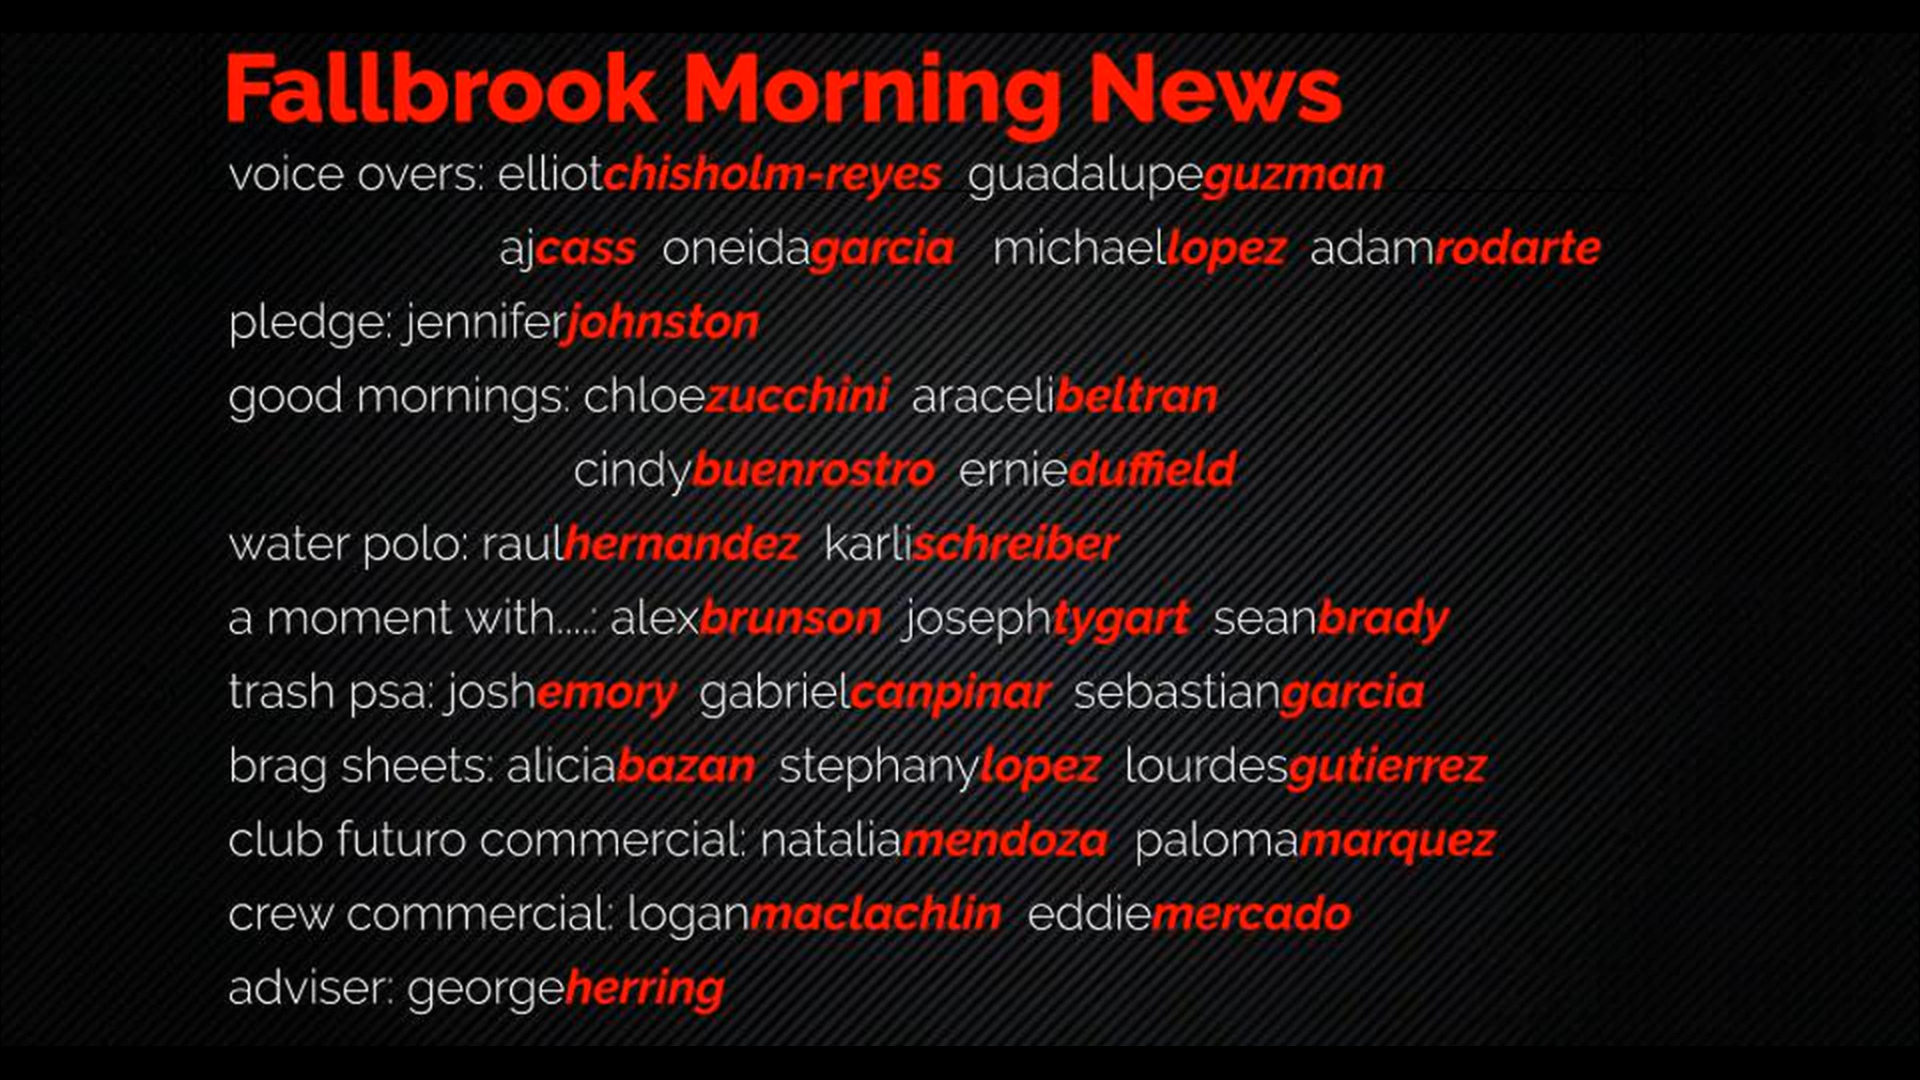 Fallbrook Morning News
voice overs: elliotchisholm-reyes guadalupeguzman
ajcass oneidagarcia michaellopez adamrodarte
pledge: jenniferjohnston
good mornings: chloezucchini aracelibeltran
cindybuenrostro ernieduffield
water polo: raulhernandez karlischreiber
a moment with....: alexbrunson josephtygart seanbrady
trash psa: joshemory gabrielcanpinar sebastiangarcia
brag sheets: aliciabazan stephanylopez lourdesgutierrez
club futuro commercial: nataliamendoza palomamarquez
crew commercial: loganmaclachlin eddiemercado
adviser: georgeherring